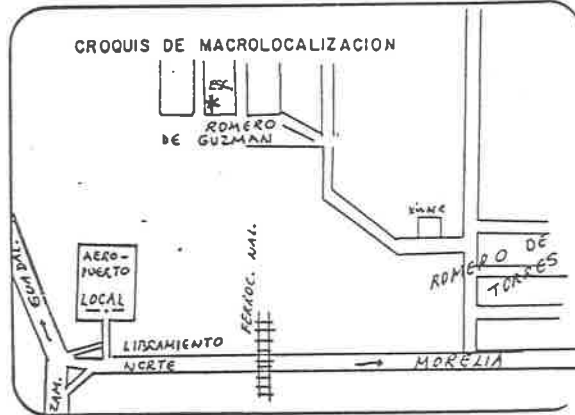 CROQUIS DE MACROLOCALIZACION
ESC
ROMERO
DE GUZMAN
AERO-
PUERTO
LOCAL
FERROC. NAL.
ROMERO DE
TORRES
LIBRAMIENTO
NORTE
MORELIA
ZAM.